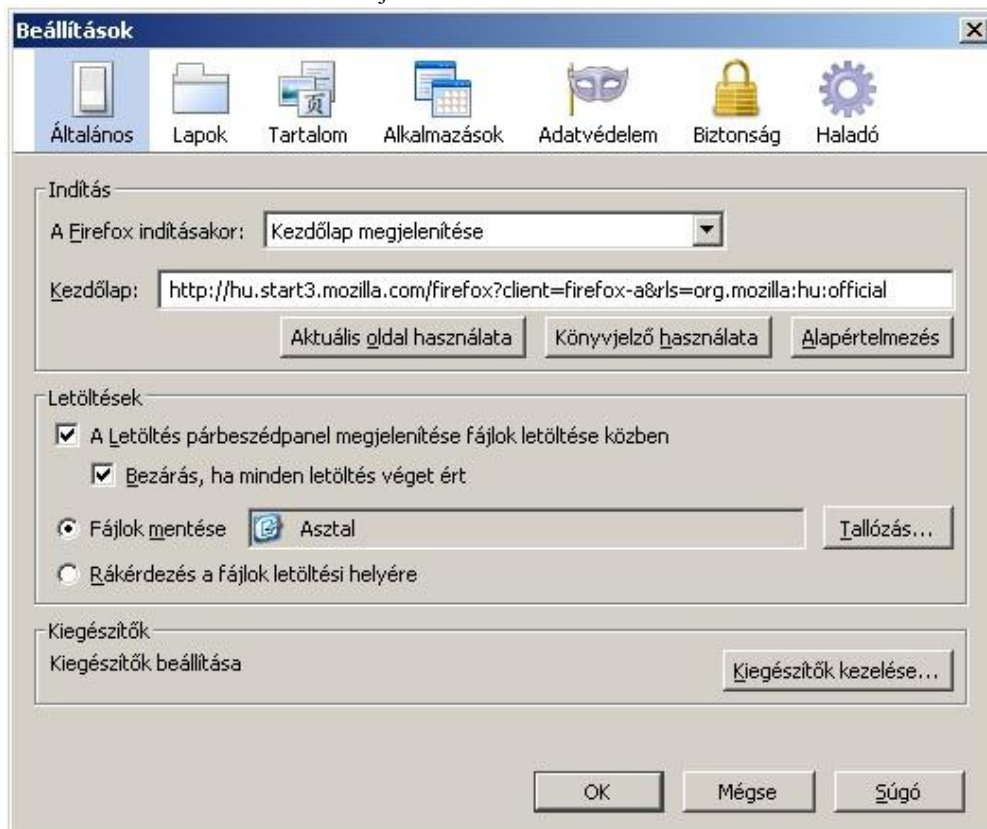 Beállítások
Általános Lapok Tartalom Alkalmazások Adatvédelem Biztonság Haladó
Indítás
A Firefox indításakor: Kezdőlap megjelenítése
Kezdőlap: http://hu.start3.mozilla.com/firefox?client=firefox-a&rls=org.mozilla:hu:official
Aktuális oldal használata Könyvjelző használata Alapértelmezés
Letöltések
A Letöltés párbeszédpanel megjelenítése fájlok letöltése közben
Bezárás, ha minden letöltés véget ért
Fájlok mentése Asztal Tallózás...
Rákérdezés a fájlok letöltési helyére
Kiegészítők
Kiegészítők beállítása
Kiegészítők kezelése...
OK Mégse Súgó